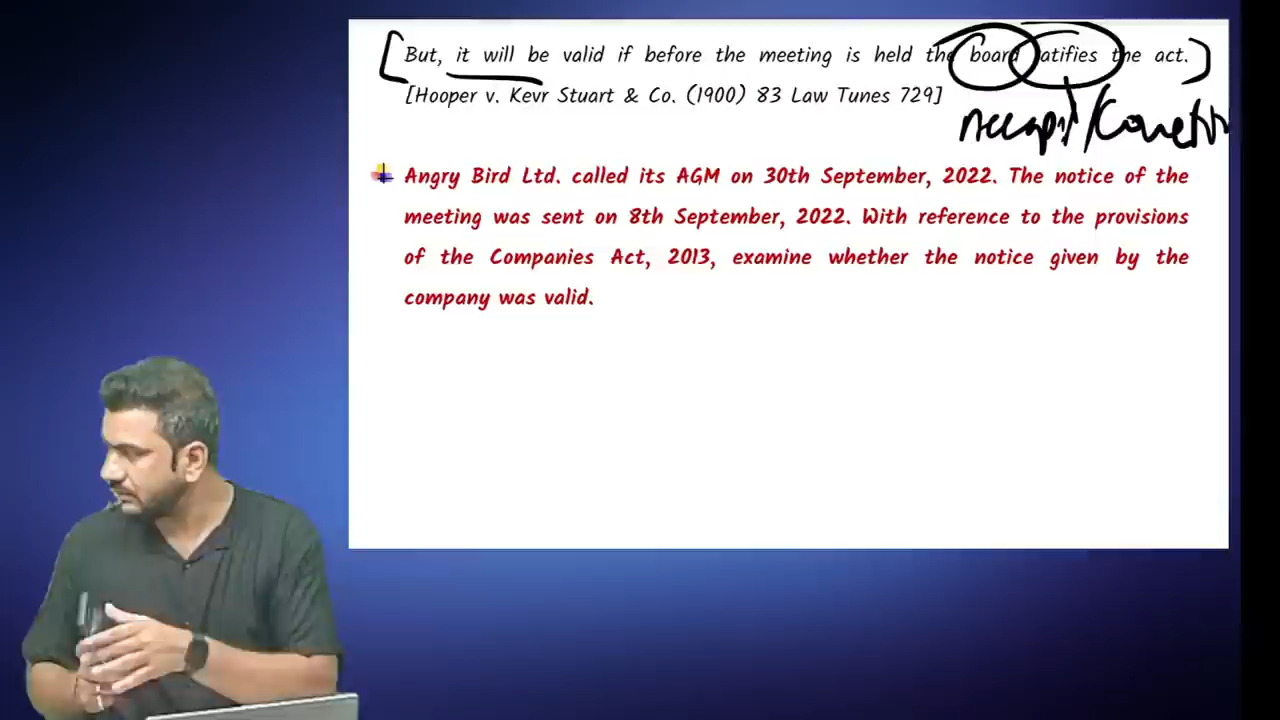 But, it will be valid if before the meeting is held the board ratifies the act.
[Hooper v. Kevr Stuart & Co. (1900) 83 Law Tunes 729]
Angry Bird Ltd. called its AGM on 30th September, 2022. The notice of the
meeting was sent on 8th September, 2022. With reference to the provisions
of the Companies Act, 2013, examine whether the notice given by the
company was valid.